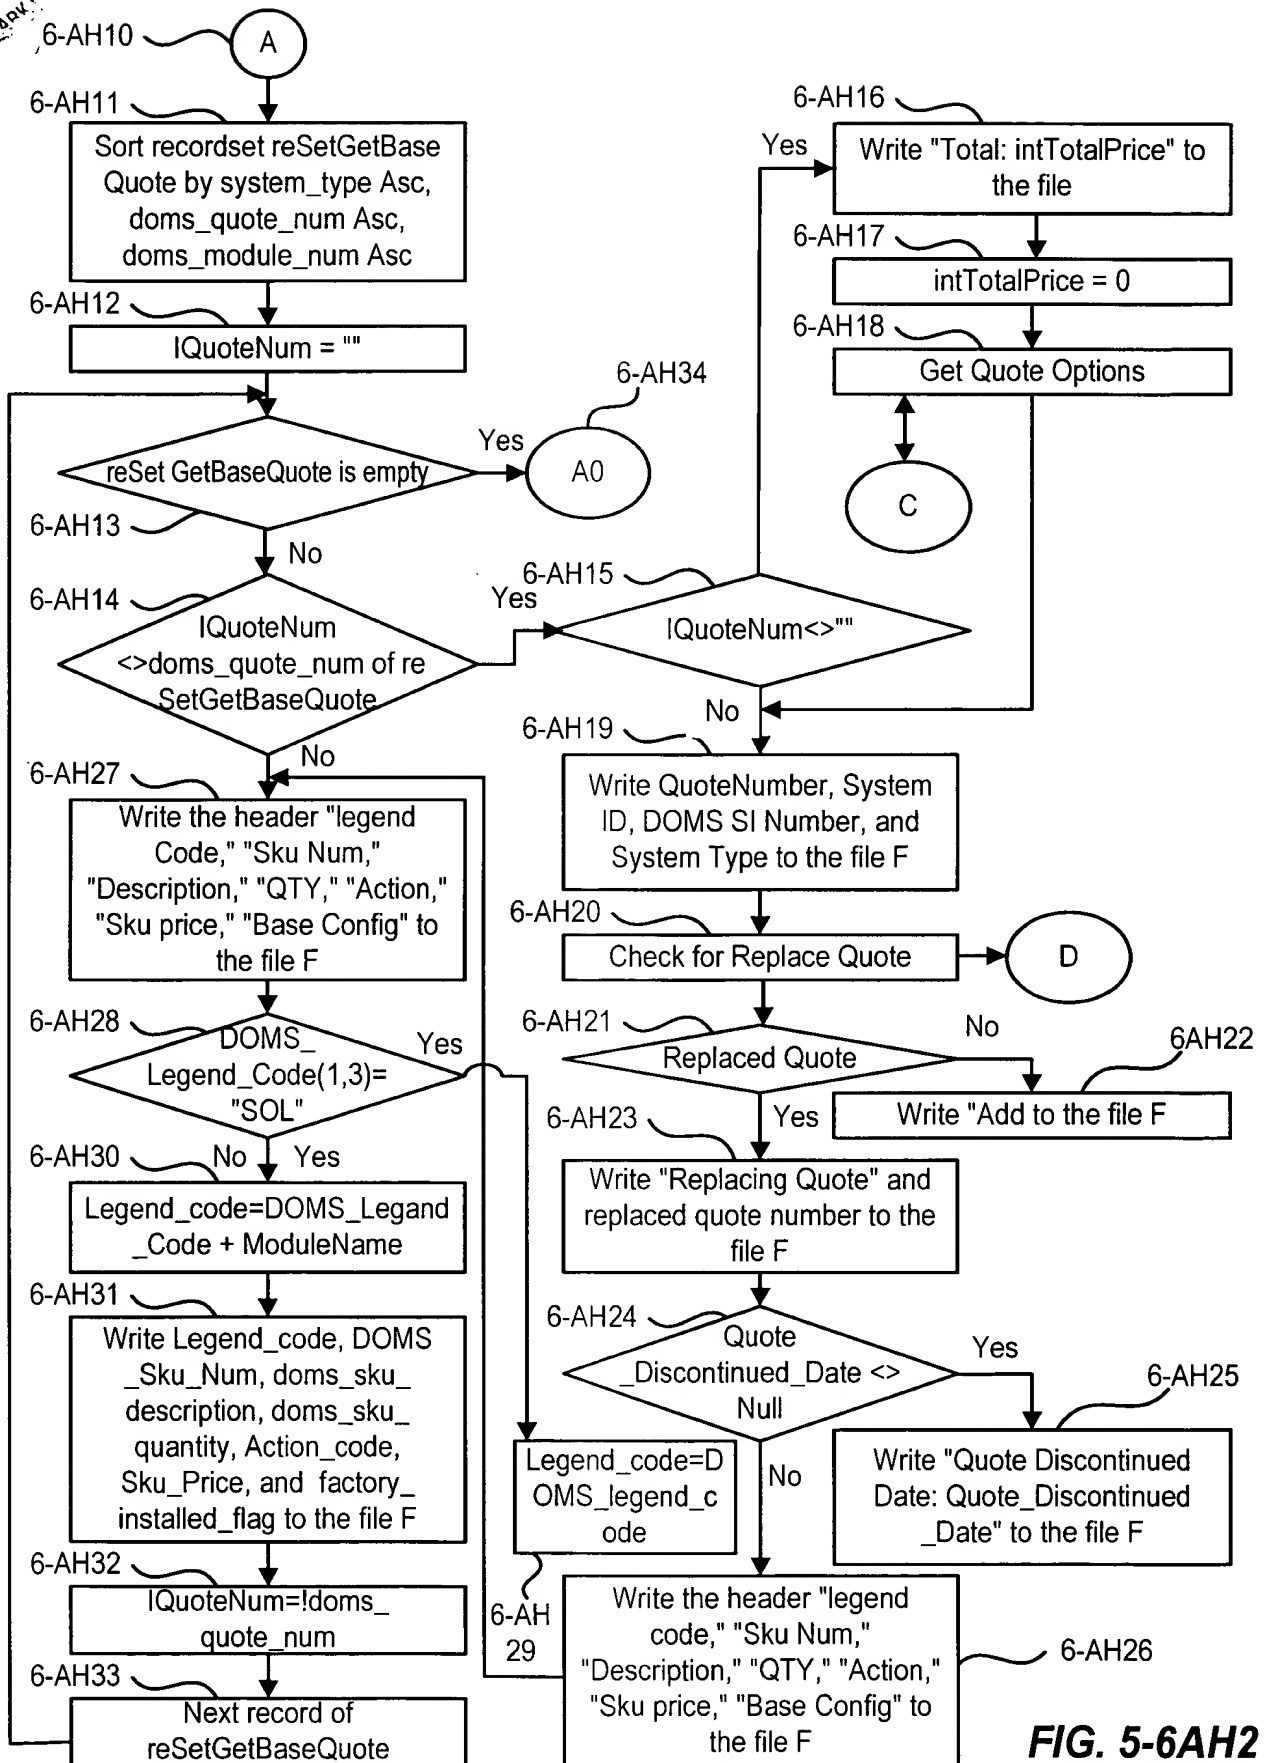 6-AH10
A
6-AH11
Sort recordset reSetGetBase
Quote by system_type Asc,
doms_quote_num Asc,
doms_module_num Asc
6-AH12
IQuoteNum = ""
6-AH34
reSet GetBaseQuote is empty
Yes
A0
6-AH13
No
6-AH14
IQuoteNum
<>doms_quote_num of re
SetGetBaseQuote
Yes
6-AH15
IQuoteNum<>""
Yes
6-AH16
Write "Total: intTotalPrice" to
the file
6-AH17
intTotalPrice = 0
6-AH18
Get Quote Options
C
No
6-AH19
Write QuoteNumber, System
ID, DOMS SI Number, and
System Type to the file F
6-AH20
Check for Replace Quote
D
6-AH21
Replaced Quote
No
6AH22
Write "Add to the file F
6-AH23
Yes
Write "Replacing Quote" and
replaced quote number to the
file F
6-AH24
Quote
_Discontinued_Date <>
Null
Yes
6-AH25
Write "Quote Discontinued
Date: Quote_Discontinued
_Date" to the file F
No
Write the header "legend
code," "Sku Num,"
"Description," "QTY," "Action,"
"Sku price," "Base Config" to
the file F
6-AH26
No
6-AH27
Write the header "legend
Code," "Sku Num,"
"Description," "QTY," "Action,"
"Sku price," "Base Config" to
the file F
6-AH28
DOMS_
Legend_Code(1,3)=
"SOL"
Yes
Legend_code=D
OMS_legend_c
ode
6-AH
29
6-AH30
No
Yes
Legend_code=DOMS_Legand
_Code + ModuleName
6-AH31
Write Legend_code, DOMS
_Sku_Num, doms_sku_
description, doms_sku_
quantity, Action_code,
Sku_Price, and factory_
installed_flag to the file F
6-AH32
IQuoteNum=!doms_
quote_num
6-AH33
Next record of
reSetGetBaseQuote
FIG. 5-6AH2